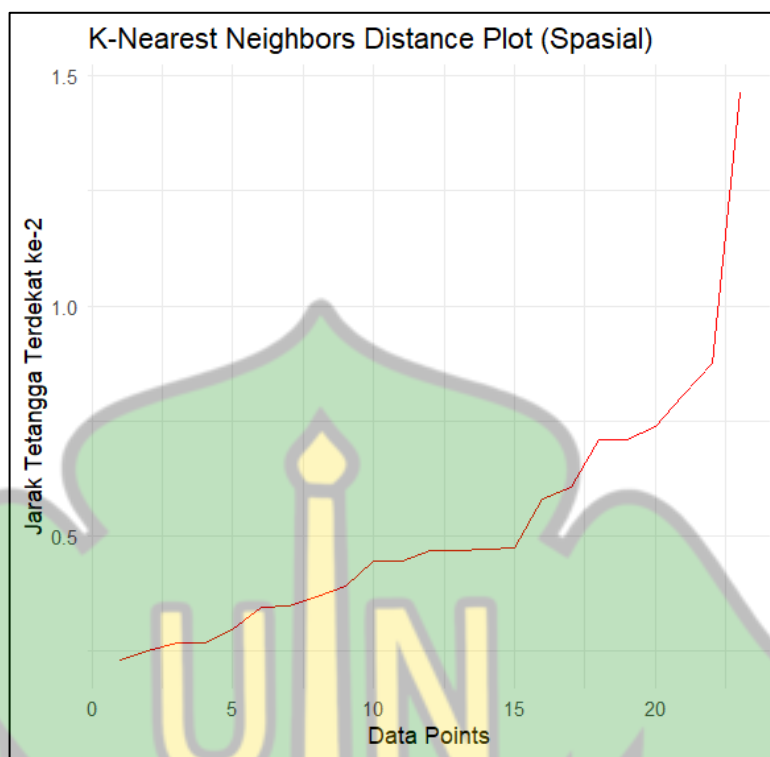 K-Nearest Neighbors Distance Plot (Spasial)
Jarak Tetangga Terdekat ke-2
1.5
1.0
0.5
0 5 10 15 20
Data Points
UIN